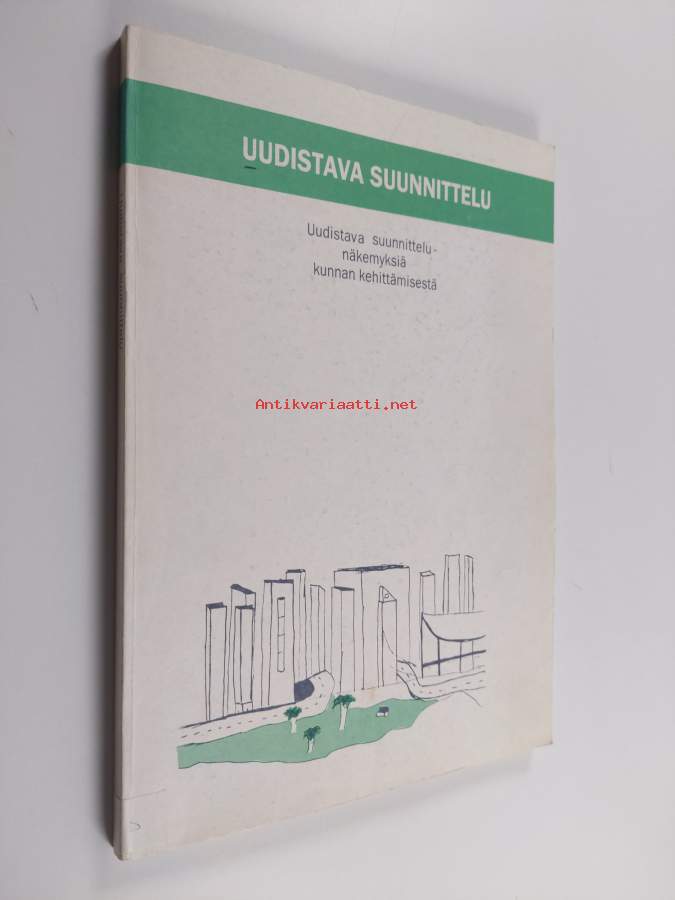 UUDISTAVA SUUNNITTELU
Uudistava suunnittelu -
näkemyksiä
kunnan kehittämisestä
Antikvariaatti.net